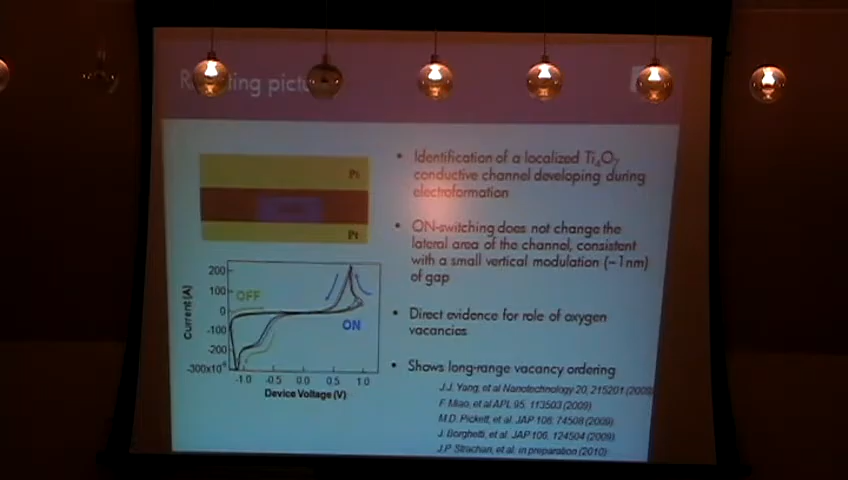 Pt
Pt
200
100
0
-100
-200
-300x10
Current (A)
OFF
ON
-1.0 -0.5 0.0 0.5 1.0
Device Voltage (V)
• Identification of a localized Ti4O7
conductive channel developing during
electroformation
• ON-switching does not change the
lateral area of the channel, consistent
with a small vertical modulation (~1nm)
of gap
• Direct evidence for role of oxygen
vacancies
• Shows long-range vacancy ordering
J.J. Yang, et al Nanotechnology 20, 215201 (2009)
F. Miao, et al APL 95, 113503 (2009)
M.D. Pickett, et al. JAP 106, 74508 (2009)
J. Borghetti, et al. JAP 106, 124504 (2009)
J.P. Strachan, et al. in preparation (2010)